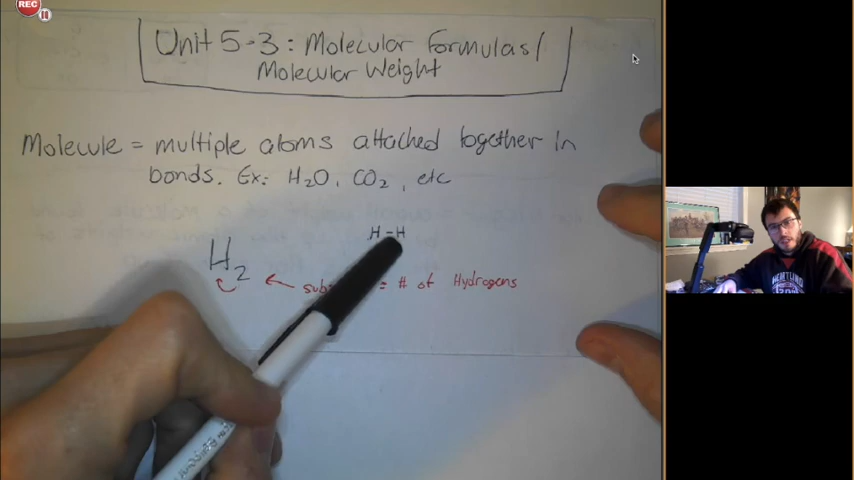 REC
Unit 5-3: Molecular Formulas/
Molecular Weight
Molecule = multiple atoms attached together in
bonds. Ex: H₂O, CO₂, etc
H-H
H₂
= # of Hydrogens